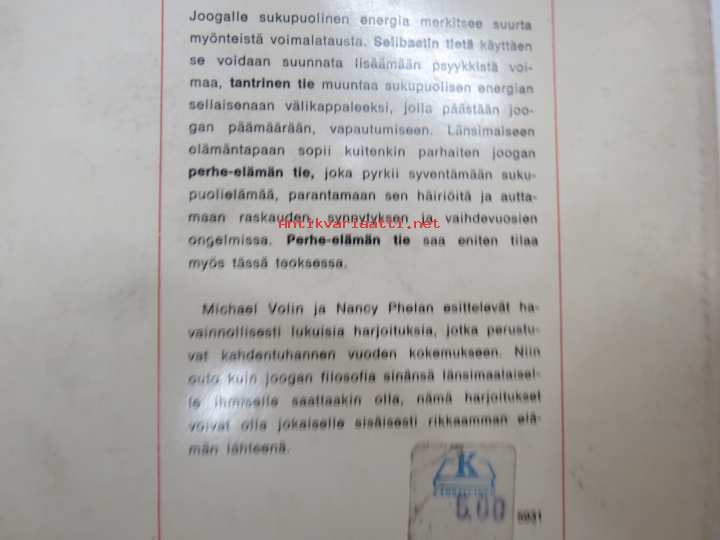 Joogalle sukupuolinen energia merkitsee suurta
myönteistä voimalatausta. Selibaatin tietä käyttäen
se voidaan suunnata lisäämään psyykkistä voi-
maa, tantrinen tie muuntaa sukupuolisen energian
sellaisenaan välikappaleeksi, jolla päästään joo-
gan päämäärään, vapautumiseen. Länsimaiseen
elämäntapaan sopii kuitenkin parhaiten joogan
perhe-elämän tie, joka pyrkii syventämään suku-
puolielämää, parantamaan sen häiriöitä ja autta-
maan raskauden, synnytyksen ja vaihdevuosien
Antikvariaatti.net
ongelmissa. Perhe-elämän tie saa eniten tilaa
myös tässä teoksessa.
Michael Volin ja Nancy Phelan esittelevät ha-
vainnollisesti lukuisia harjoituksia, jotka perustu-
vat kahdentuhannen vuoden kokemukseen. Niin
outo kuin joogan filosofia sinänsä länsimaalaisel-
le ihmiselle saattaakin olla, nämä harjoitukset
voivat olla jokaiselle sisäisesti rikkaamman elä-
män lähteenä.
K
6.00
8931